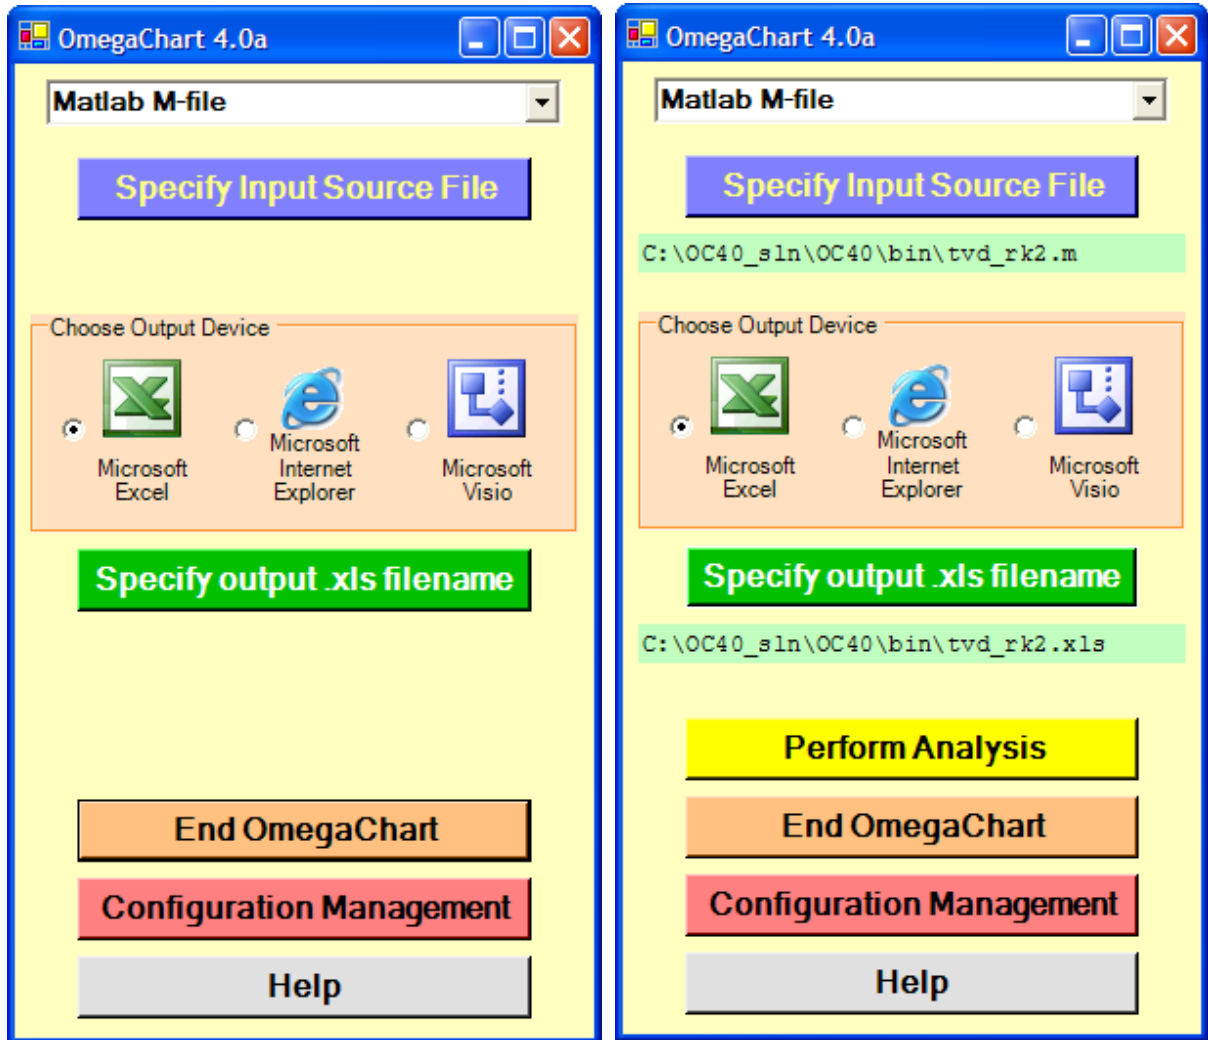 OmegaChart 4.0a
Matlab M-file
Specify Input Source File
Choose Output Device
Microsoft
Excel
Microsoft
Internet
Explorer
Microsoft
Visio
Specify output .xls filename
End OmegaChart
Configuration Management
Help
OmegaChart 4.0a
Matlab M-file
Specify Input Source File
C:\OC40_sln\OC40\bin\tvd_rk2.m
Choose Output Device
Microsoft
Excel
Microsoft
Internet
Explorer
Microsoft
Visio
Specify output .xls filename
C:\OC40_sln\OC40\bin\tvd_rk2.xls
Perform Analysis
End OmegaChart
Configuration Management
Help